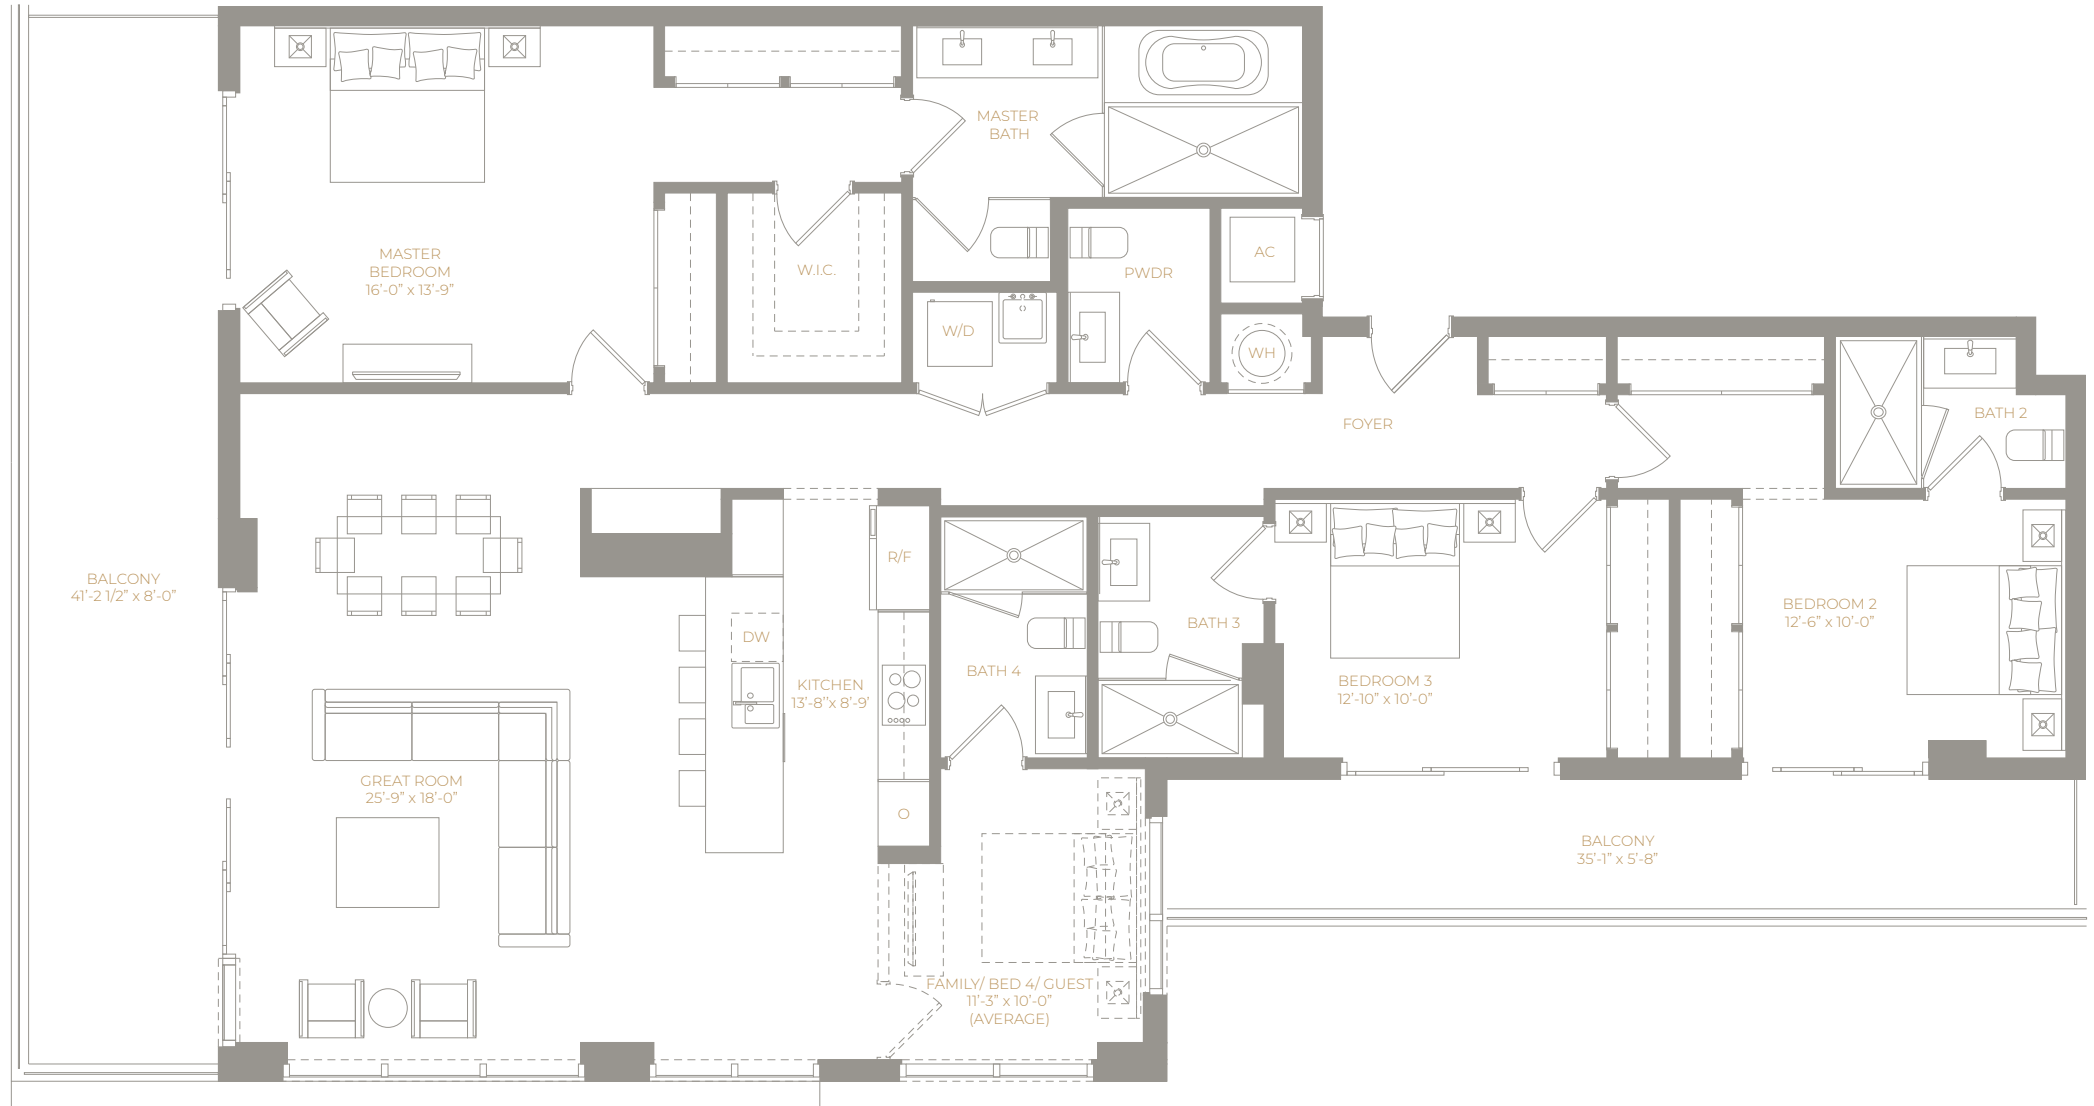 MASTER
BATH
MASTER
BEDROOM
16'-0" x 13'-9"
W.I.C.
AC
PWDR
W/D
WH
FOYER
BATH 2
BALCONY
41'-2 1/2" x 8'-0"
R/F
DW
KITCHEN
13'-8''x 8'-9'
BATH 4
BATH 3
BEDROOM 3
12'-10" x 10'-0"
BEDROOM 2
12'-6" x 10'-0"
GREAT ROOM
25'-9" x 18'-0"
O
BALCONY
35'-1" x 5'-8"
FAMILY/ BED 4/ GUEST
11'-3" x 10'-0"
(AVERAGE)